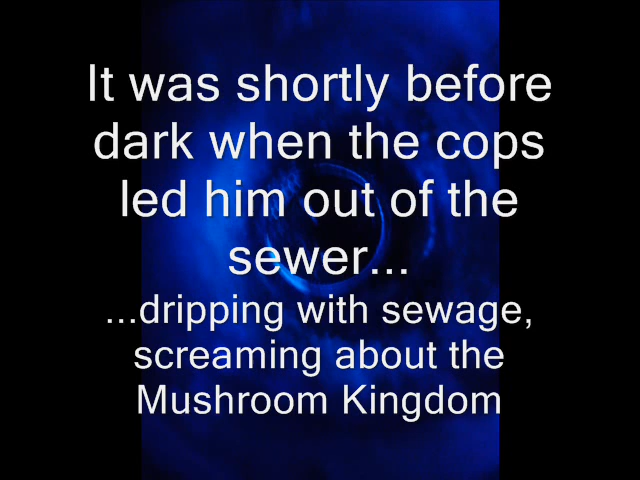 It was shortly before
dark when the cops
led him out of the
sewer...
...dripping with sewage,
screaming about the
Mushroom Kingdom